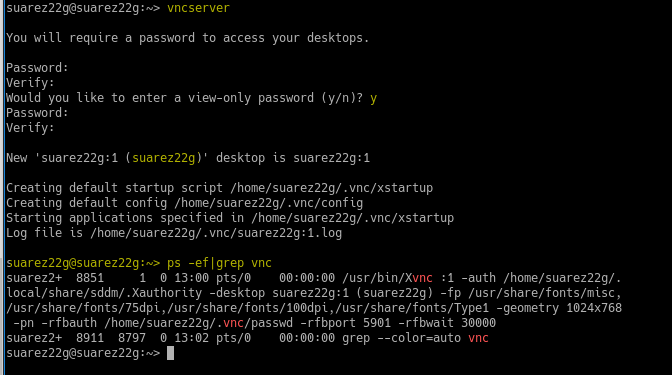 suarez22g@suarez22g:~> vncserver
You will require a password to access your desktops.
Password:
Verify:
Would you like to enter a view-only password (y/n)? y
Password:
Verify:
New 'suarez22g:1 (suarez22g)' desktop is suarez22g:1
Creating default startup script /home/suarez22g/.vnc/xstartup
Creating default config /home/suarez22g/.vnc/config
Starting applications specified in /home/suarez22g/.vnc/xstartup
Log file is /home/suarez22g/.vnc/suarez22g:1.log
suarez22g@suarez22g:~> ps -ef|grep vnc
suarez2+  8851     1  0 13:00 pts/0    00:00:00 /usr/bin/Xvnc :1 -auth /home/suarez22g/.
local/share/sddm/.Xauthority -desktop suarez22g:1 (suarez22g) -fp /usr/share/fonts/misc,
/usr/share/fonts/75dpi,/usr/share/fonts/100dpi,/usr/share/fonts/Type1 -geometry 1024x768
 -pn -rfbauth /home/suarez22g/.vnc/passwd -rfbport 5901 -rfbwait 30000
suarez2+  8911  8797  0 13:02 pts/0    00:00:00 grep --color=auto vnc
suarez22g@suarez22g:~>